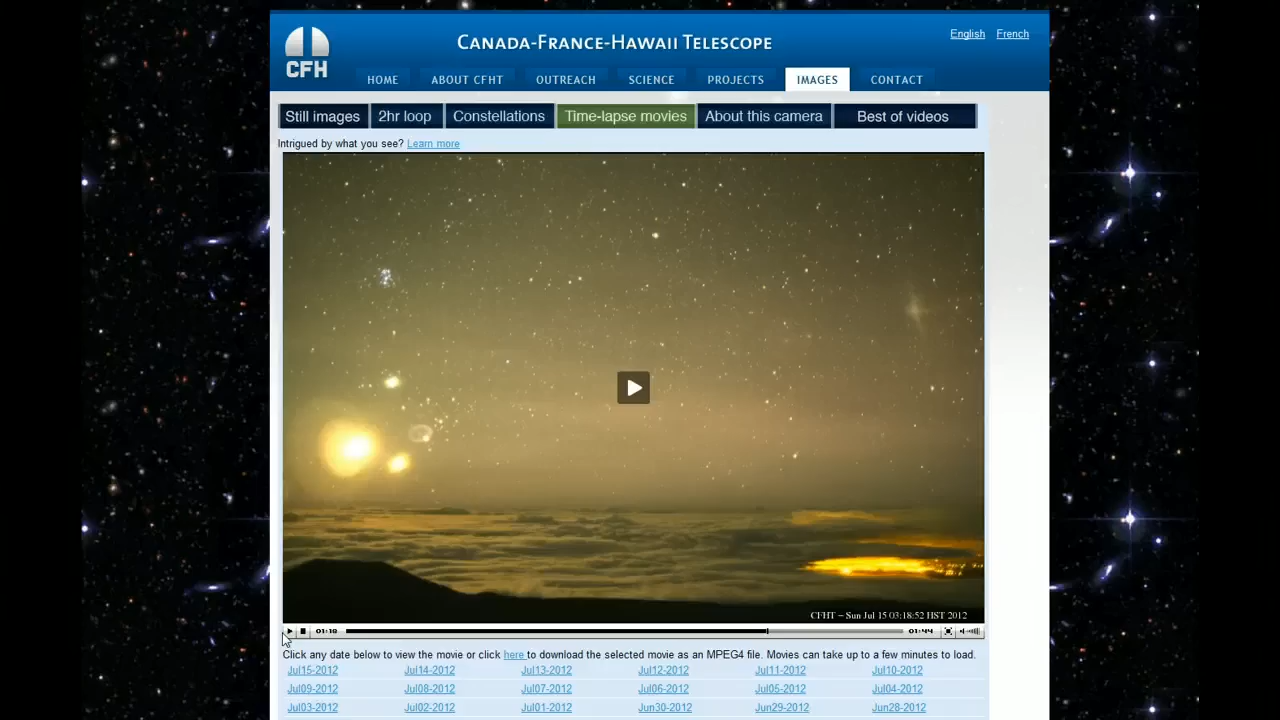 CANADA-FRANCE-HAWAII TELESCOPE
English French
CFH
HOME ABOUT CFHT OUTREACH SCIENCE PROJECTS IMAGES CONTACT
Still images 2hr loop Constellations Time-lapse movies About this camera Best of videos
Intrigued by what you see? Learn more
CFHT – Sun Jul 15 03:18:52 HST 2012
01:18 01:44
Click any date below to view the movie or click here to download the selected movie as an MPEG4 file. Movies can take up to a few minutes to load.
Jul15-2012 Jul14-2012 Jul13-2012 Jul12-2012 Jul11-2012 Jul10-2012
Jul09-2012 Jul08-2012 Jul07-2012 Jul06-2012 Jul05-2012 Jul04-2012
Jul03-2012 Jul02-2012 Jul01-2012 Jun30-2012 Jun29-2012 Jun28-2012